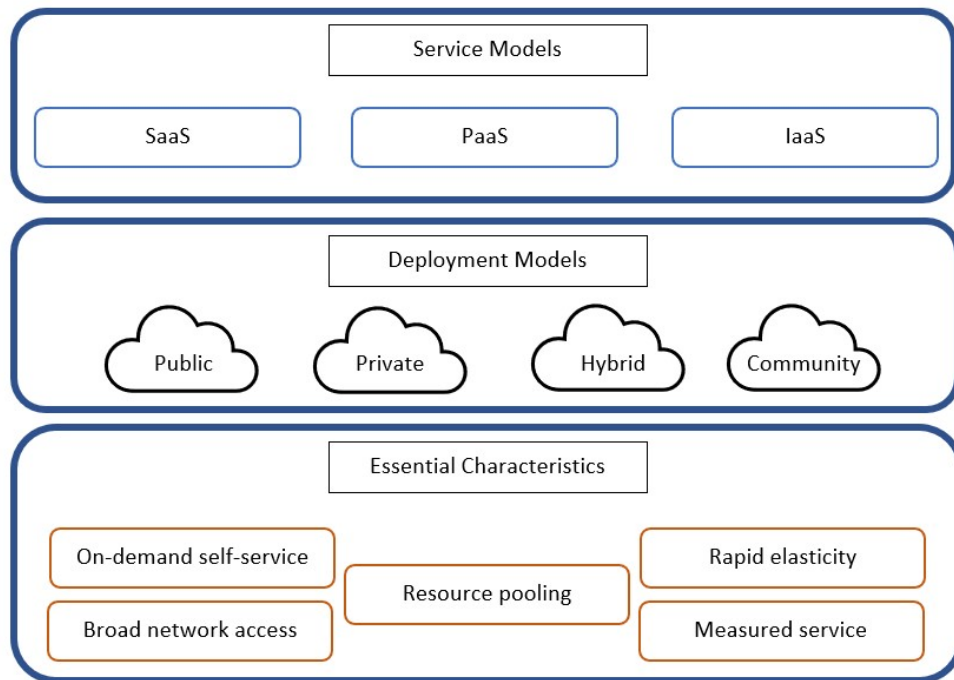 Service Models
SaaS
PaaS
IaaS
Deployment Models
Public
Private
Hybrid
Community
Essential Characteristics
On-demand self-service
Rapid elasticity
Resource pooling
Broad network access
Measured service